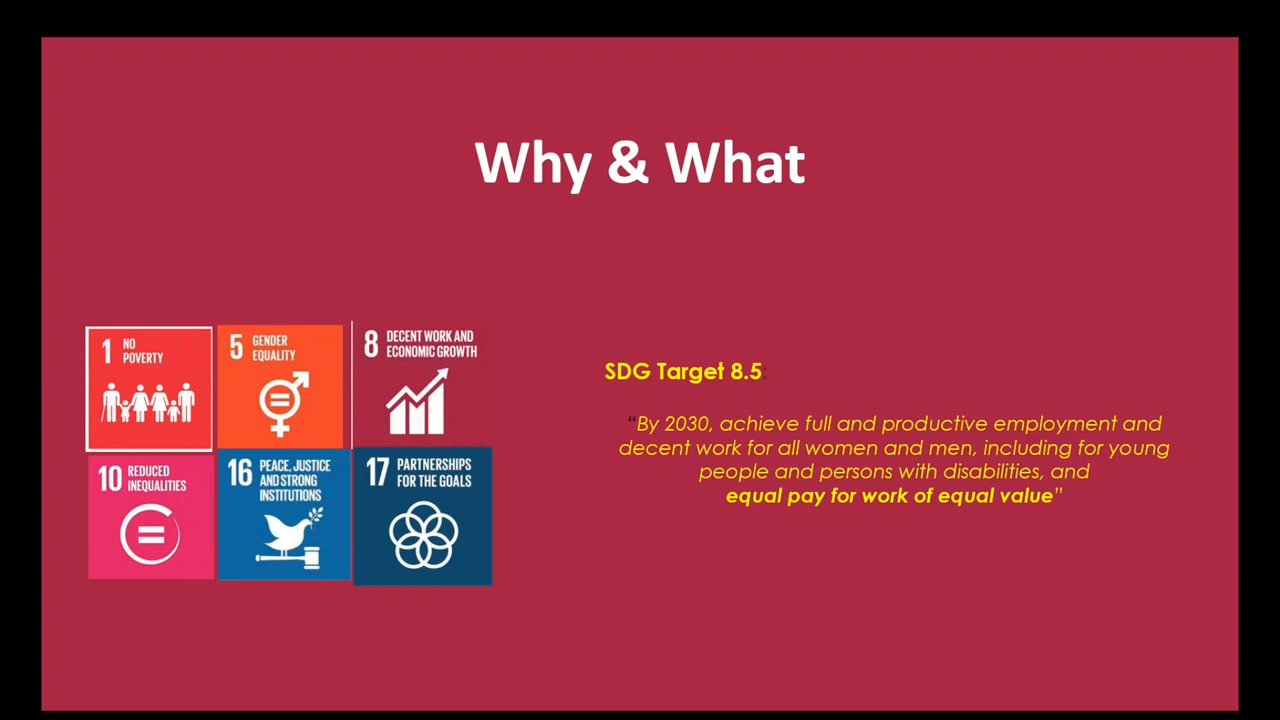 Why & What
1 NO
POVERTY
5 GENDER
EQUALITY
8 DECENT WORK AND
ECONOMIC GROWTH
10 REDUCED
INEQUALITIES
16 PEACE, JUSTICE
AND STRONG
INSTITUTIONS
17 PARTNERSHIPS
FOR THE GOALS
SDG Target 8.5:
“By 2030, achieve full and productive employment and
decent work for all women and men, including for young
people and persons with disabilities, and
equal pay for work of equal value”